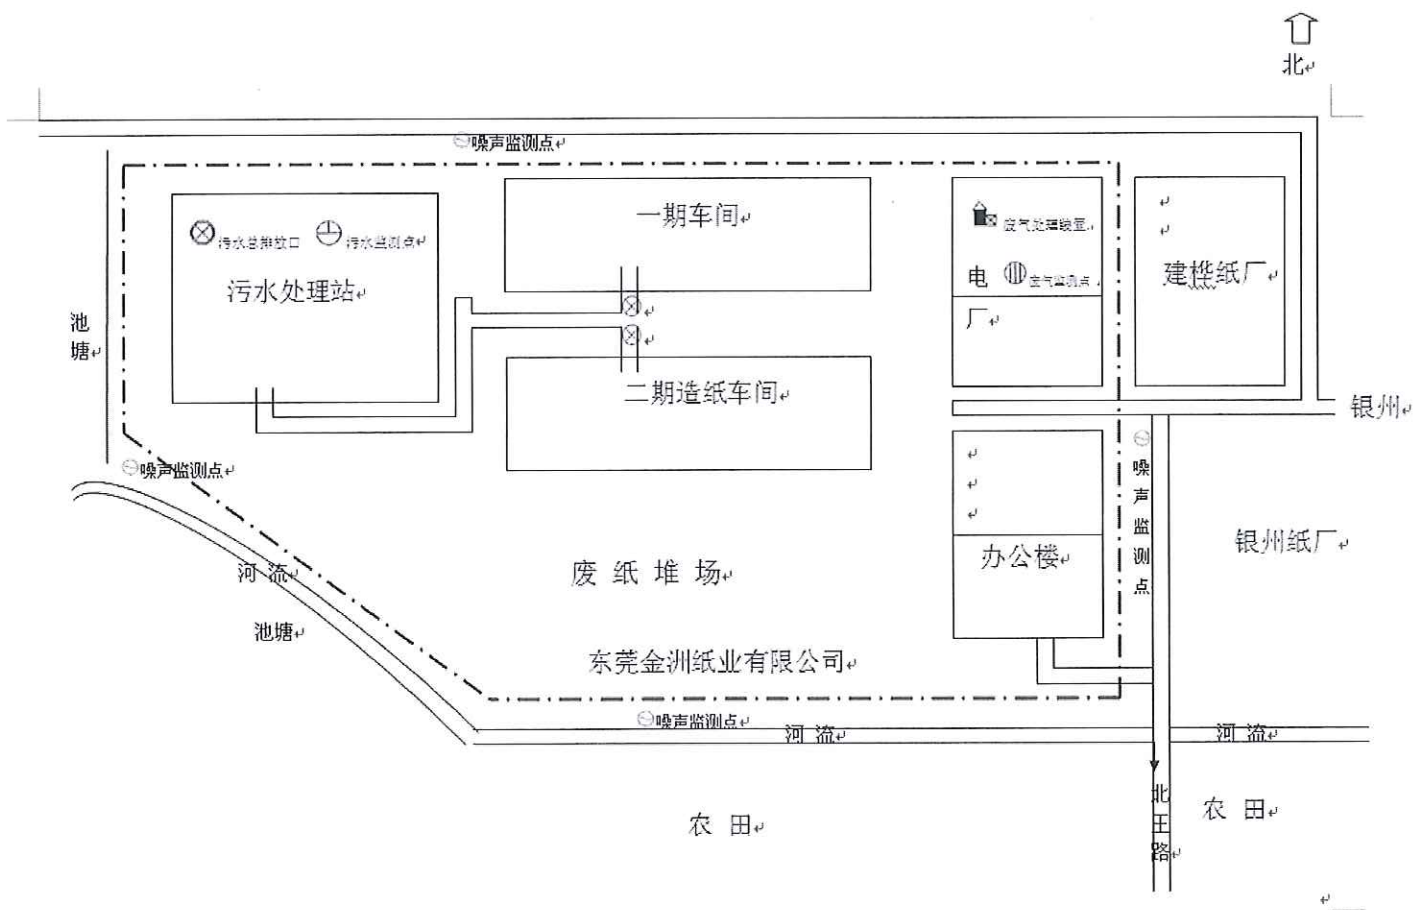 北
噪声监测点
一期车间
污水总排放口
污水监测点
废气处理装置
污水处理站
电
厂
废气监测点
建桦纸厂
池
塘
二期造纸车间
银州
噪声监测点
噪
声
监
测
点
银州纸厂
废 纸 堆 场
办公楼
河 流
池塘
东莞金洲纸业有限公司
噪声监测点
河 流
河 流
农 田
农 田
北
王
路